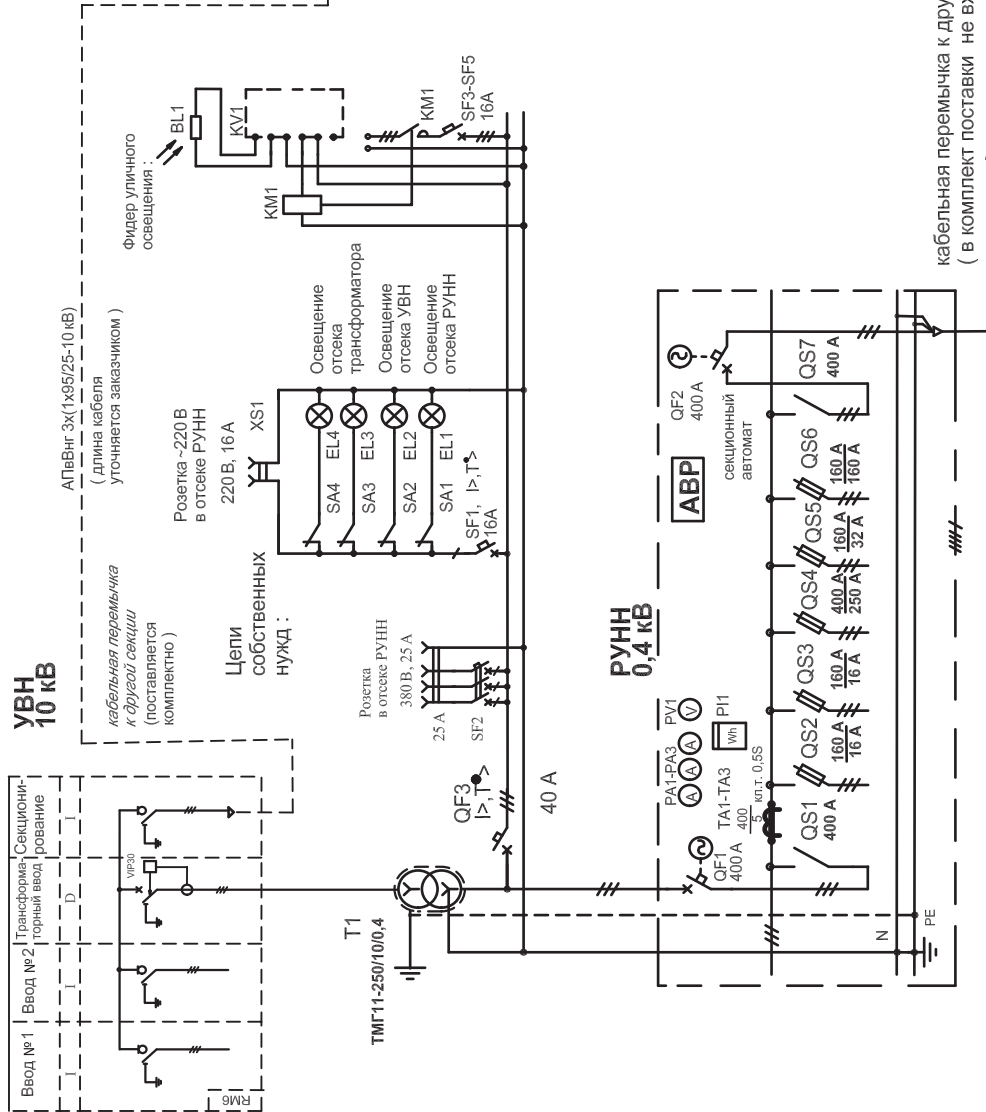 УВН
10 кВ
Ввод №1
Ввод №2
Трансформа-
торный ввод
Секциони-
рование
I
I
D
I
VIP30
RM6
АПвВнг 3х(1х95/25-10 кВ)
( длина кабеля
уточняется заказчиком )
кабельная перемычка
к другой секции
(поставляется
комплектно )
Фидер уличного
освещения :
BL1
KV1
KM1
KM1
SF3-SF5
16А
Цепи
собственных
нужд :
Розетка ~220 В
в отсеке РУНН
220 В, 16 А
XS1
SA4
EL4
SA3
EL3
SA2
EL2
SA1
EL1
SF1, I>,T>
16А
Освещение
отсека
трансформатора
Освещение
отсека УВН
Освещение
отсека РУНН
Розетка
в отсеке РУНН
380 В, 25 А
25 А
SF2
QF3
I>,T>
40 А
T1
ТМГ11-250/10/0,4
РУНН
0,4 кВ
PA1-PA3
PV1
A
A
A
V
Wh
PI1
TA1-TA3
400
5
кл.т. 0,5S
QF1
400 А
АВР
QF2
400 А
секционный
автомат
QS1
400 А
QS2
160 А
16 А
QS3
160 А
16 А
QS4
400 А
250 А
QS5
160 А
32 А
QS6
160 А
160 А
QS7
400 А
N
PE
кабельная перемычка к дру
( в комплект поставки не вх